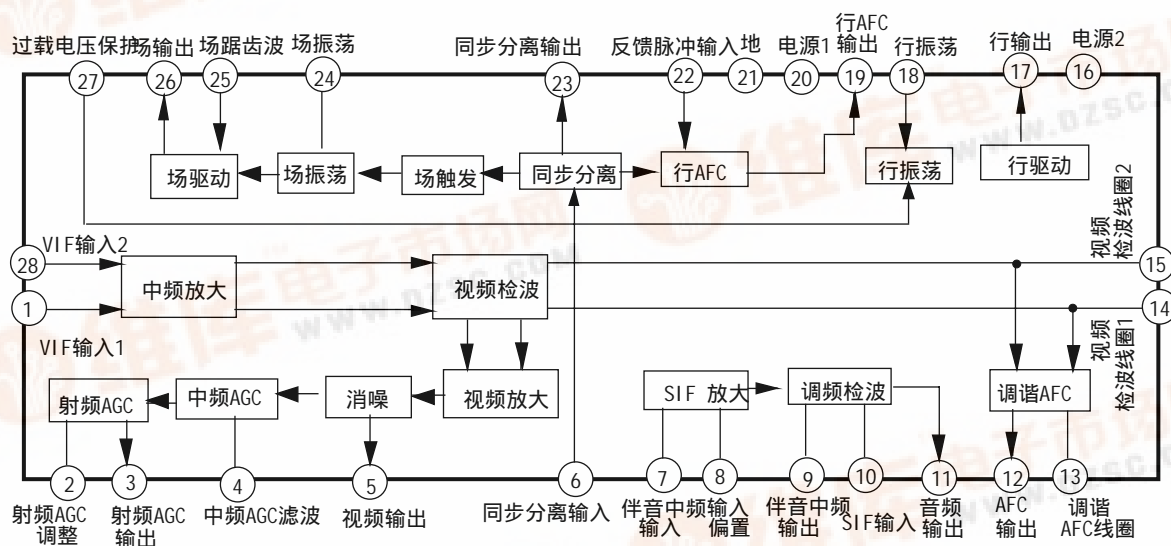 过载电压保护
场输出
场踞齿波
场振荡
同步分离输出
反馈脉冲输入
地
电源1
行AFC
输出
行振荡
行输出
电源2
27
26
25
24
23
22
21
20
19
18
17
16
场驱动
场振荡
场触发
同步分离
行AFC
行振荡
行驱动
VIF输入2
28
1
VIF输入1
中频放大
视频检波
视频
检波线圈2
15
14
视频
检波线圈1
射频AGC
中频AGC
消噪
视频放大
SIF 放大
调频检波
调谐AFC
2
3
4
5
6
7
8
9
10
11
12
13
射频AGC
调整
射频AGC
输出
中频AGC滤波
视频输出
同步分离输入
伴音中频
输入
输入
偏置
伴音中频
输出
SIF输入
音频
输出
AFC
输出
调谐
AFC线圈
维库电子市场网
www.dzsc.com